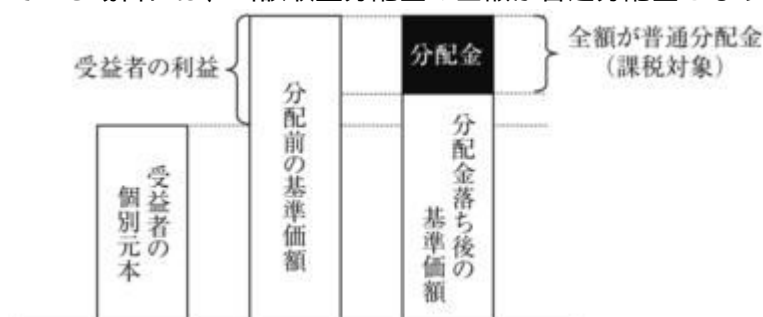 受益者の利益
分配金
全額が普通分配金
（課税対象）
受益者の
個別元本
分配前の基準価額
分配金落ち後の
基準価額